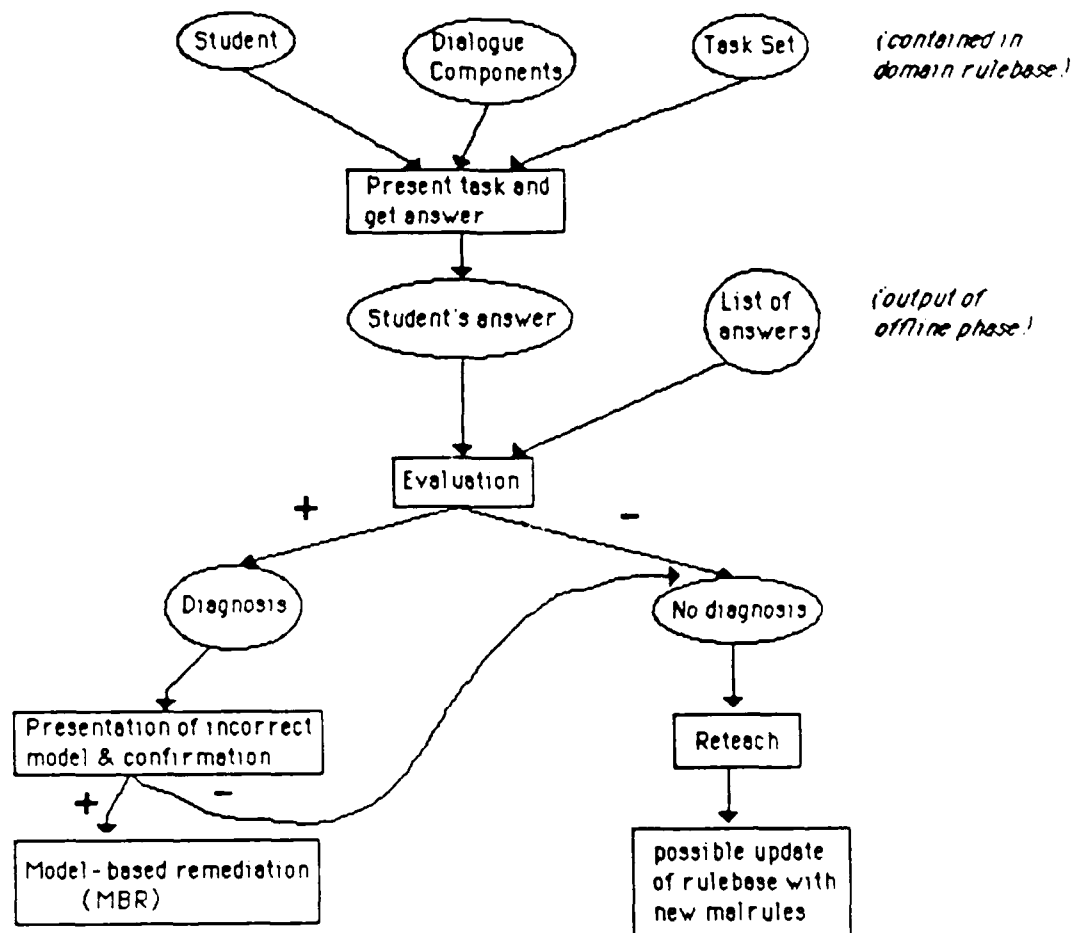 Student
Dialogue
Components
Task Set
(contained in
domain rulebase)
Present task and
get answer
Student's answer
List of
answers
(output of
offline phase)
Evaluation
+
-
Diagnosis
No diagnosis
Presentation of incorrect
model & confirmation
Reteach
+
-
Model-based remediation
(MBR)
possible update
of rulebase with
new malrules